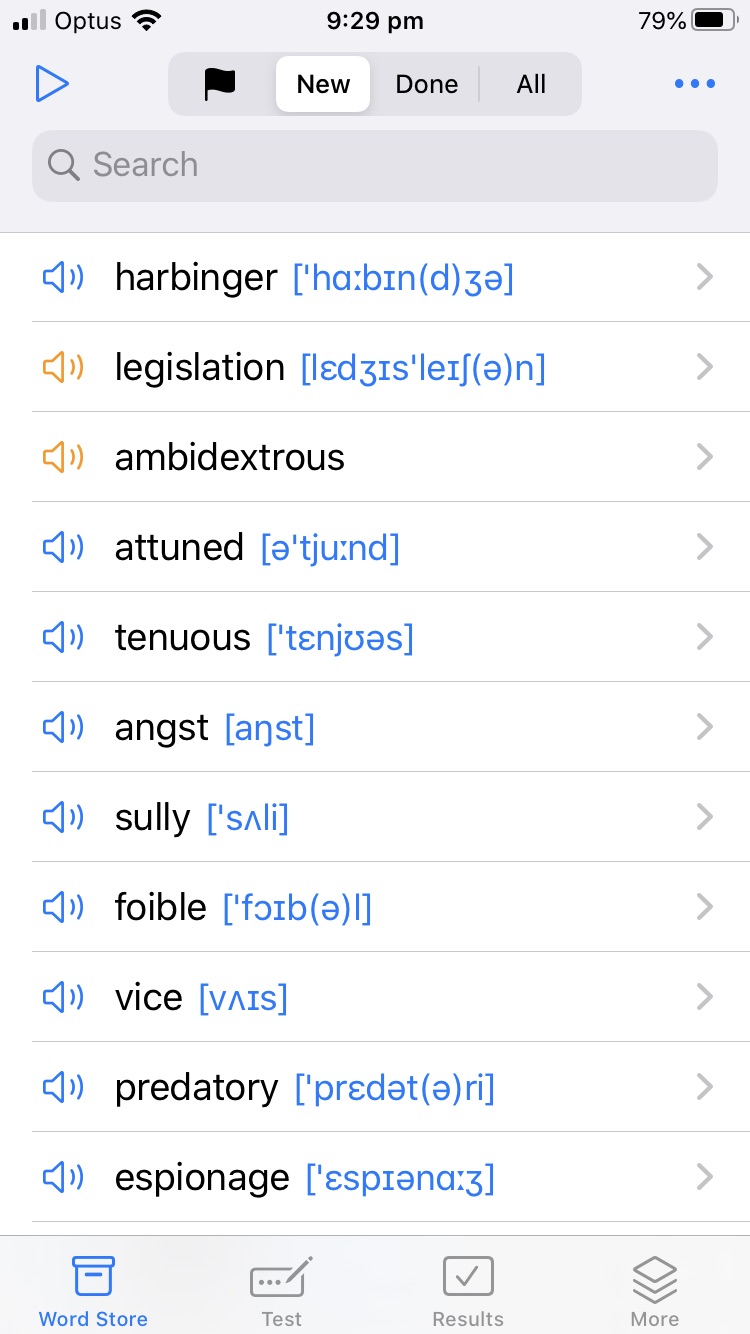 Optus 9:29 pm 79%
New Done All
Search
harbinger ['hɑːbɪn(d)ʒə]
legislation [lɛdʒɪs'leɪʃ(ə)n]
ambidextrous
attuned [ə'tjuːnd]
tenuous ['tɛnjʊəs]
angst [aŋst]
sully ['sʌli]
foible ['fɔɪb(ə)l]
vice [vʌɪs]
predatory ['prɛdət(ə)ri]
espionage ['ɛspɪənɑːʒ]
Word Store Test Results More